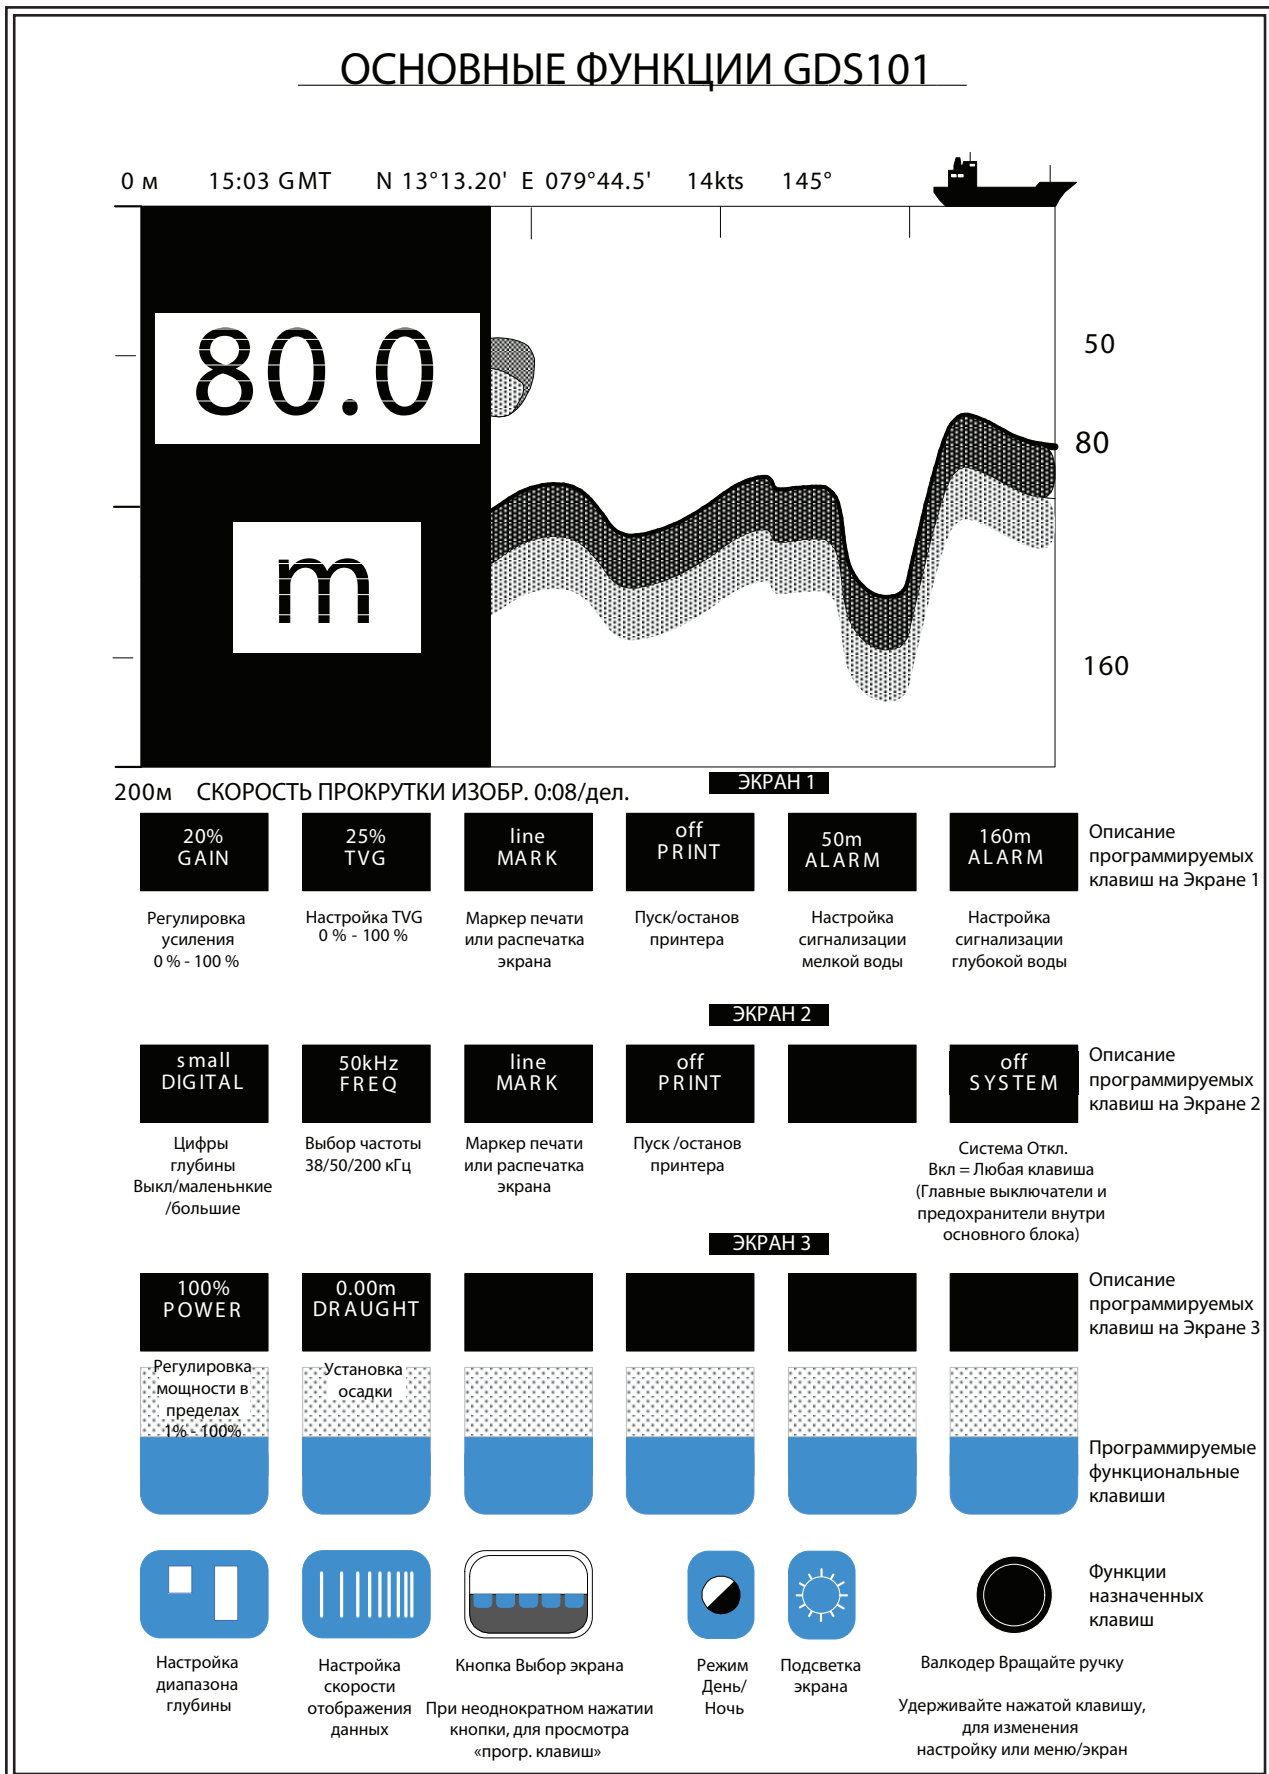 ОСНОВНЫЕ ФУНКЦИИ GDS101
0 м 15:03 GMT N 13°13.20' E 079°44.5' 14kts 145°
80.0
m
50
80
160
200м СКОРОСТЬ ПРОКРУТКИ ИЗОБР. 0:08/дел.
ЭКРАН 1
20%
GAIN
25%
TVG
line
MARK
off
PRINT
50m
ALARM
160m
ALARM
Описание
программируемых
клавиш на Экране 1
Регулировка
усиления
0 % - 100 %
Настройка TVG
0 % - 100 %
Маркер печати
или распечатка
экрана
Пуск/останов
принтера
Настройка
сигнализации
мелкой воды
Настройка
сигнализации
глубокой воды
ЭКРАН 2
small
DIGITAL
50kHz
FREQ
line
MARK
off
PRINT
off
SYSTEM
Описание
программируемых
клавиш на Экране 2
Цифры
глубины
Выкл/маленьнкие
/большие
Выбор частоты
38/50/200 кГц
Маркер печати
или распечатка
экрана
Пуск /останов
принтера
Система Откл.
Вкл = Любая клавиша
(Главные выключатели и
предохранители внутри
основного блока)
ЭКРАН 3
100%
POWER
0.00m
DRAUGHT
Описание
программируемых
клавиш на Экране 3
Регулировка
мощности в
пределах
1% - 100%
Установка
осадки
Программируемые
функциональные
клавиши
Функции
назначенных
клавиш
Настройка
диапазона
глубины
Настройка
скорости
отображения
данных
Кнопка Выбор экрана
При неоднократном нажатии
кнопки, для просмотра
«прогр. клавиш»
Режим
День/
Ночь
Подсветка
экрана
Валкодер Вращайте ручку
Удерживайте нажатой клавишу,
для изменения
настройку или меню/экран